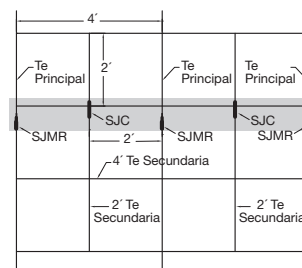 4´
Te
Principal
2´
Te
Principal
Te
Principal
SJC
SJC
SJMR
2´
SJMR
SJMR
4´ Te Secundaria
2´ Te
Secundaria
2´ Te
Secundaria